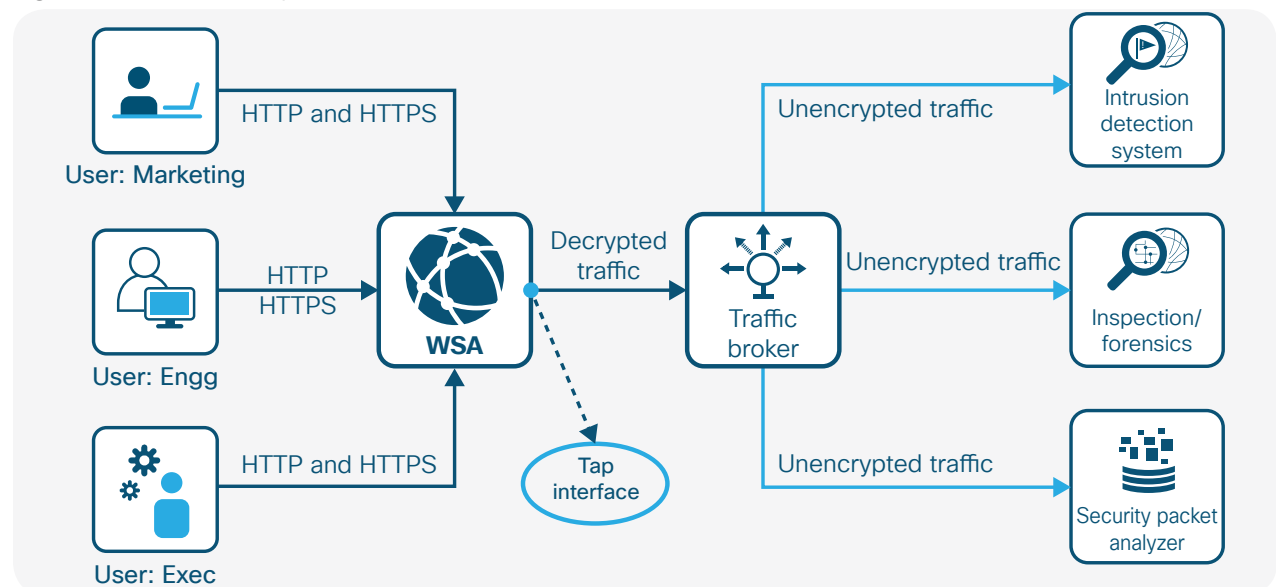 HTTP and HTTPS
User: Marketing
HTTP
HTTPS
User: Engg
HTTP and HTTPS
User: Exec
WSA
Decrypted
traffic
Tap
interface
Traffic
broker
Unencrypted traffic
Intrusion
detection
system
Unencrypted traffic
Inspection/
forensics
Unencrypted traffic
Security packet
analyzer